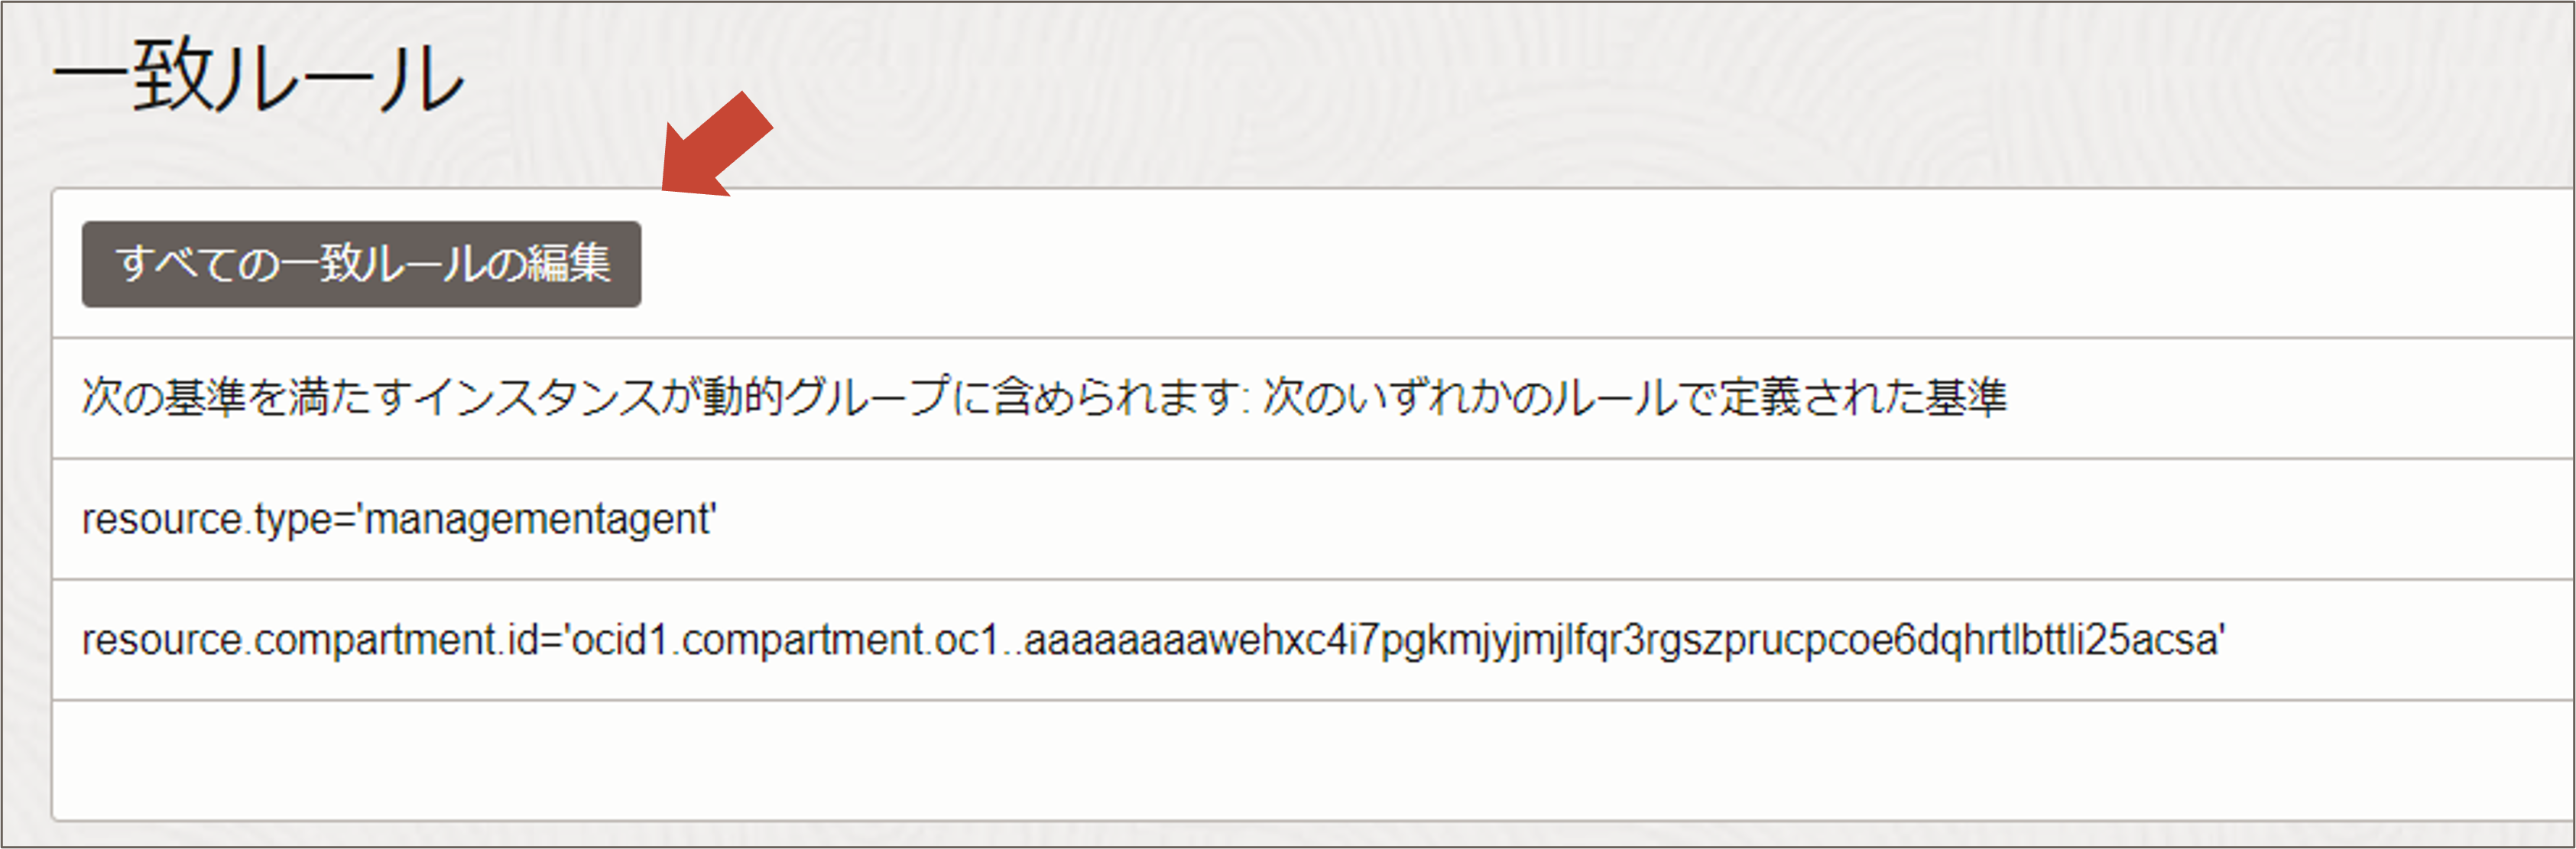 一致ルール
すべての一致ルールの編集
次の基準を満たすインスタンスが動的グループに含められます: 次のいずれかのルールで定義された基準
resource.type='managementagent'
resource.compartment.id='ocid1.compartment.oc1..aaaaaaaawehxc4i7pgkmjyjmjlfqr3rgszprucpcoe6dqhrtlbttli25acsa'